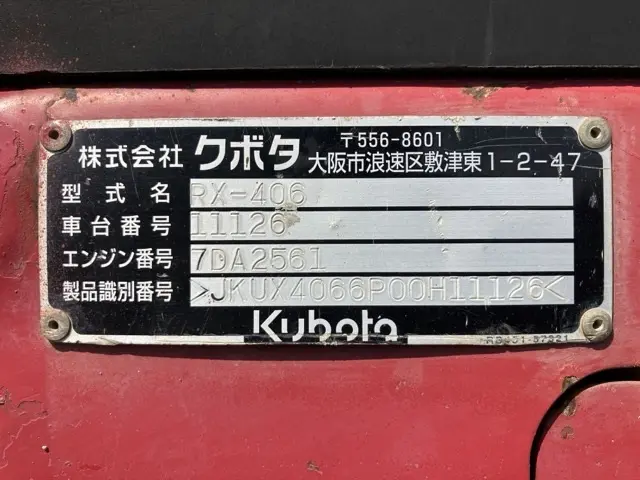 株式会社 クボタ 〒556-8601
大阪市浪速区敷津東1-2-47
型式名 RX-406
車台番号 11126
エンジン番号 7DA2561
製品識別番号 >JKUX4066P00H11126<
Kubota